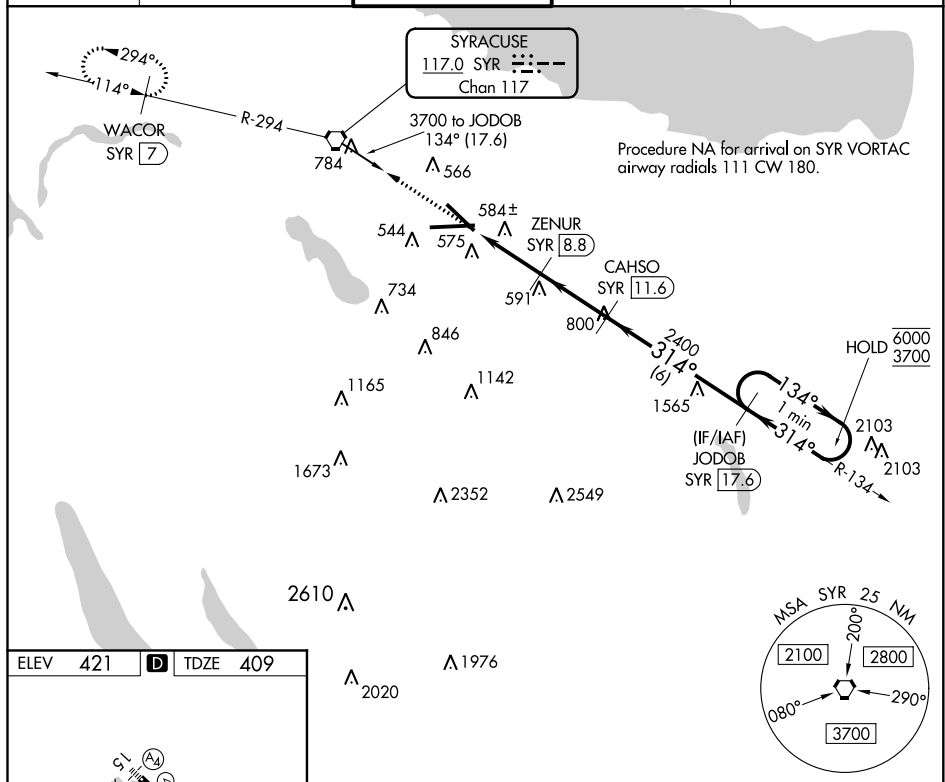 294°
114°
WACOR
SYR 7
R-294
SYRACUSE
117.0 SYR
Chan 117
3700 to JODOB
134° (17.6)
Procedure NA for arrival on SYR VORTAC
airway radials 111 CW 180.
784
566
584±
544
575
ZENUR
SYR 8.8
CAHSO
SYR 11.6
591
800
734
846
2400
314°
(6)
HOLD 6000
3700
1165
1142
1565
134°
1 min
314°
2103
2103
(IF/IAF)
JODOB
SYR 17.6
R-134
1673
2352
2549
2610
1976
2020
MSA SYR 25 NM
200°
2100
2800
080°
290°
3700
ELEV 421 D TDZE 409
15
A4